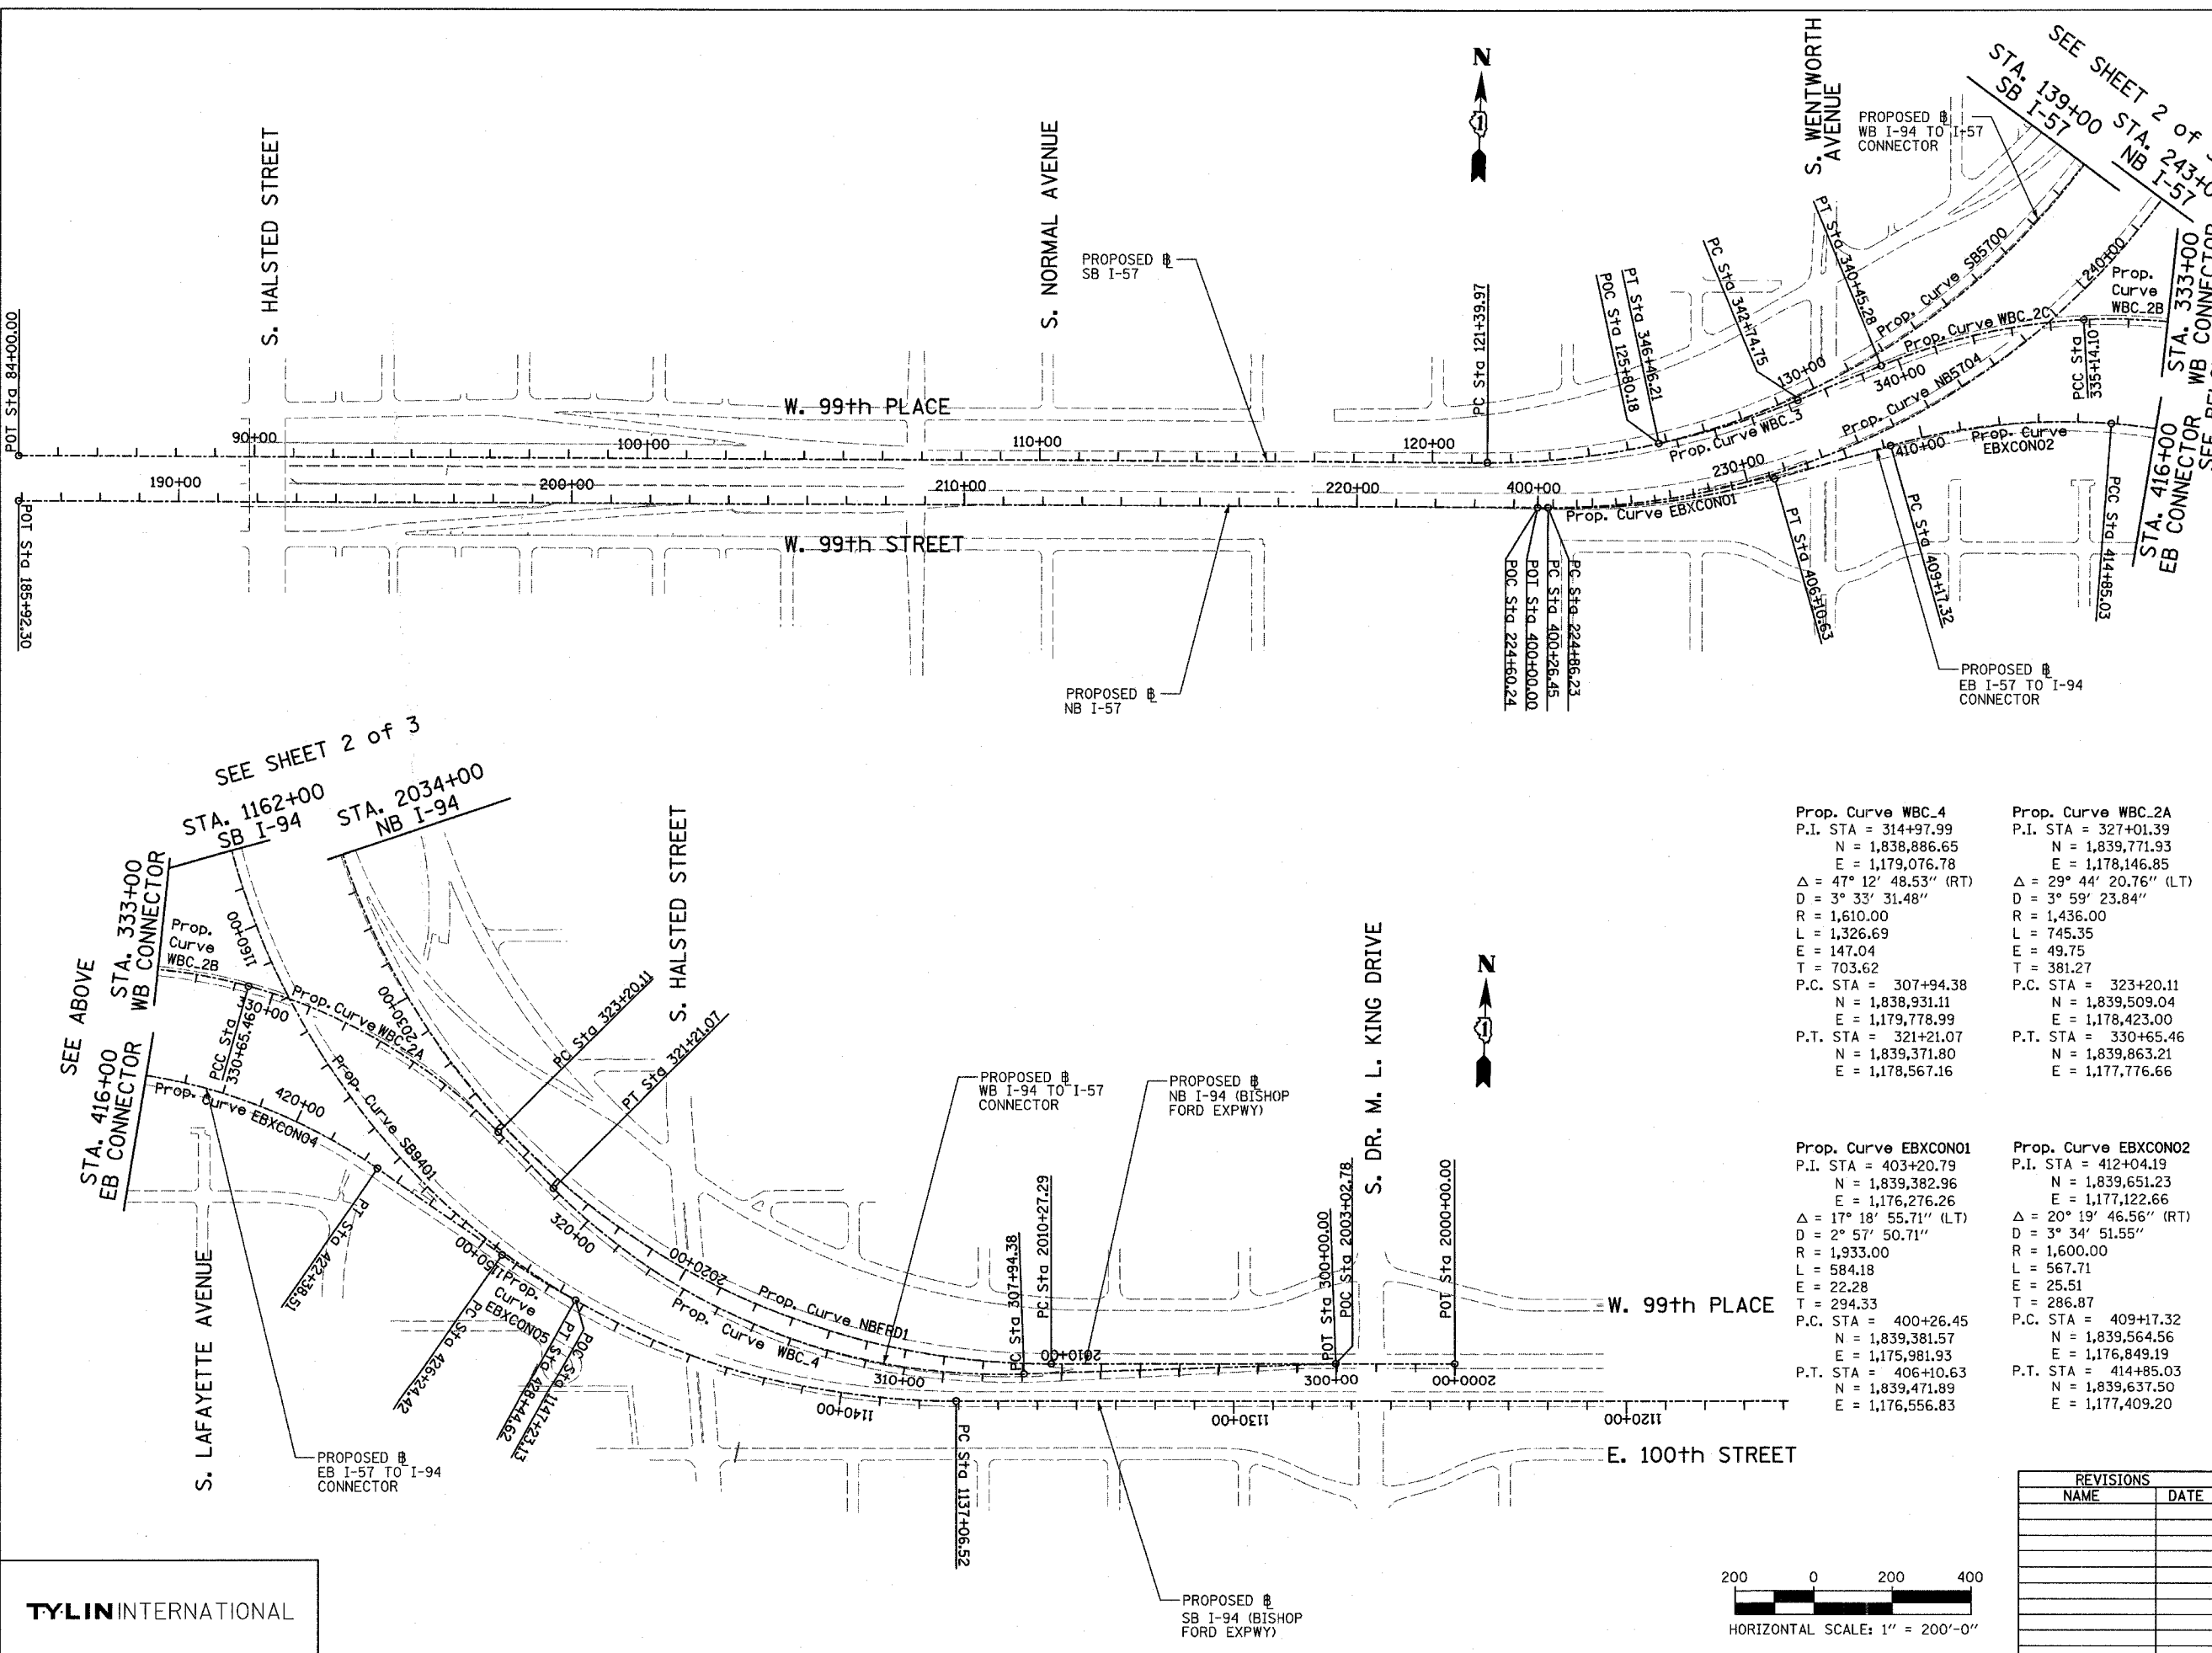 S. HALSTED STREET
S. NORMAL AVENUE
N
1
S. WENTWORTH
AVENUE
PROPOSED ℄
WB I-94 TO I-57
CONNECTOR
SEE SHEET 2 of
STA. 139+00
SB I-57
STA. 243+0
NB I-57
PROPOSED ℄
SB I-57
POT Sta 84+00.00
POT Sta 185+92.30
90+00
100+00
110+00
120+00
130+00
190+00
200+00
210+00
220+00
230+00
240+00
400+00
340+00
410+00
W. 99th PLACE
W. 99th STREET
PC Sta 121+39.97
POC Sta 125+80.18
PT Sta 346+46.21
PC Sta 342+74.75
PT Sta 340+45.28
Prop. Curve SB5700
Prop. Curve WBC_2C
Prop.
Curve
WBC_2B
Prop. Curve WBC_3
Prop. Curve NB5704
Prop. Curve
EBXCON02
Prop. Curve EBXCON01
PCC Sta
335+14.10
STA. 333+00
WB CONNECTOR
STA. 416+00
EB CONNECTOR
POC Sta 224+60.24
POT Sta 400+00.00
PC Sta 400+26.45
PC Sta 224+86.23
PT Sta 406+10.63
PC Sta 409+17.32
PCC Sta 414+85.03
PROPOSED ℄
EB I-57 TO I-94
CONNECTOR
PROPOSED ℄
NB I-57
SEE SHEET 2 of 3
STA. 1162+00
SB I-94
STA. 2034+00
NB I-94
SEE ABOVE
STA. 333+00
WB CONNECTOR
STA. 416+00
EB CONNECTOR
Prop.
Curve
WBC_2B
1160+00
330+00
Prop. Curve WBC_2A
2030+00
PCC Sta
330+65.46
Prop. Curve EBXCON04
420+00
Prop. Curve SB9401
PC Sta 323+20.11
PT Sta 321+21.07
S. HALSTED STREET
S. DR. M. L. KING DRIVE
N
1
PROPOSED ℄
WB I-94 TO I-57
CONNECTOR
PROPOSED ℄
NB I-94 (BISHOP
FORD EXPWY)
S. LAFAYETTE AVENUE
PT Sta 422+38.51
1150+00
Prop.
Curve
EBXCON05
PC Sta 426+24.42
PT Sta 428+44.62
POC Sta 1147+23.13
320+00
2020+00
Prop. Curve NBFRD1
Prop. Curve WBC_4
PC Sta 307+94.38
PC Sta 2010+27.29
POT Sta 300+00.00
POC Sta 2003+02.78
POT Sta 2000+00.00
2010+00
310+00
300+00
2000+00
1140+00
1130+00
1120+00
W. 99th PLACE
E. 100th STREET
PC Sta 1137+06.52
PROPOSED ℄
EB I-57 TO I-94
CONNECTOR
PROPOSED ℄
SB I-94 (BISHOP
FORD EXPWY)
Prop. Curve WBC_4
P.I. STA = 314+97.99
N = 1,838,886.65
E = 1,179,076.78
Δ = 47° 12' 48.53" (RT)
D = 3° 33' 31.48"
R = 1,610.00
L = 1,326.69
E = 147.04
T = 703.62
P.C. STA = 307+94.38
N = 1,838,931.11
E = 1,179,778.99
P.T. STA = 321+21.07
N = 1,839,371.80
E = 1,178,567.16
Prop. Curve WBC_2A
P.I. STA = 327+01.39
N = 1,839,771.93
E = 1,178,146.85
Δ = 29° 44' 20.76" (LT)
D = 3° 59' 23.84"
R = 1,436.00
L = 745.35
E = 49.75
T = 381.27
P.C. STA = 323+20.11
N = 1,839,509.04
E = 1,178,423.00
P.T. STA = 330+65.46
N = 1,839,863.21
E = 1,177,776.66
Prop. Curve EBXCON01
P.I. STA = 403+20.79
N = 1,839,382.96
E = 1,176,276.26
Δ = 17° 18' 55.71" (LT)
D = 2° 57' 50.71"
R = 1,933.00
L = 584.18
E = 22.28
T = 294.33
P.C. STA = 400+26.45
N = 1,839,381.57
E = 1,175,981.93
P.T. STA = 406+10.63
N = 1,839,471.89
E = 1,176,556.83
Prop. Curve EBXCON02
P.I. STA = 412+04.19
N = 1,839,651.23
E = 1,177,122.66
Δ = 20° 19' 46.56" (RT)
D = 3° 34' 51.55"
R = 1,600.00
L = 567.71
E = 25.51
T = 286.87
P.C. STA = 409+17.32
N = 1,839,564.56
E = 1,176,849.19
P.T. STA = 414+85.03
N = 1,839,637.50
E = 1,177,409.20
REVISIONS
NAME DATE
200 0 200 400
HORIZONTAL SCALE: 1" = 200'-0"
TYLIN INTERNATIONAL